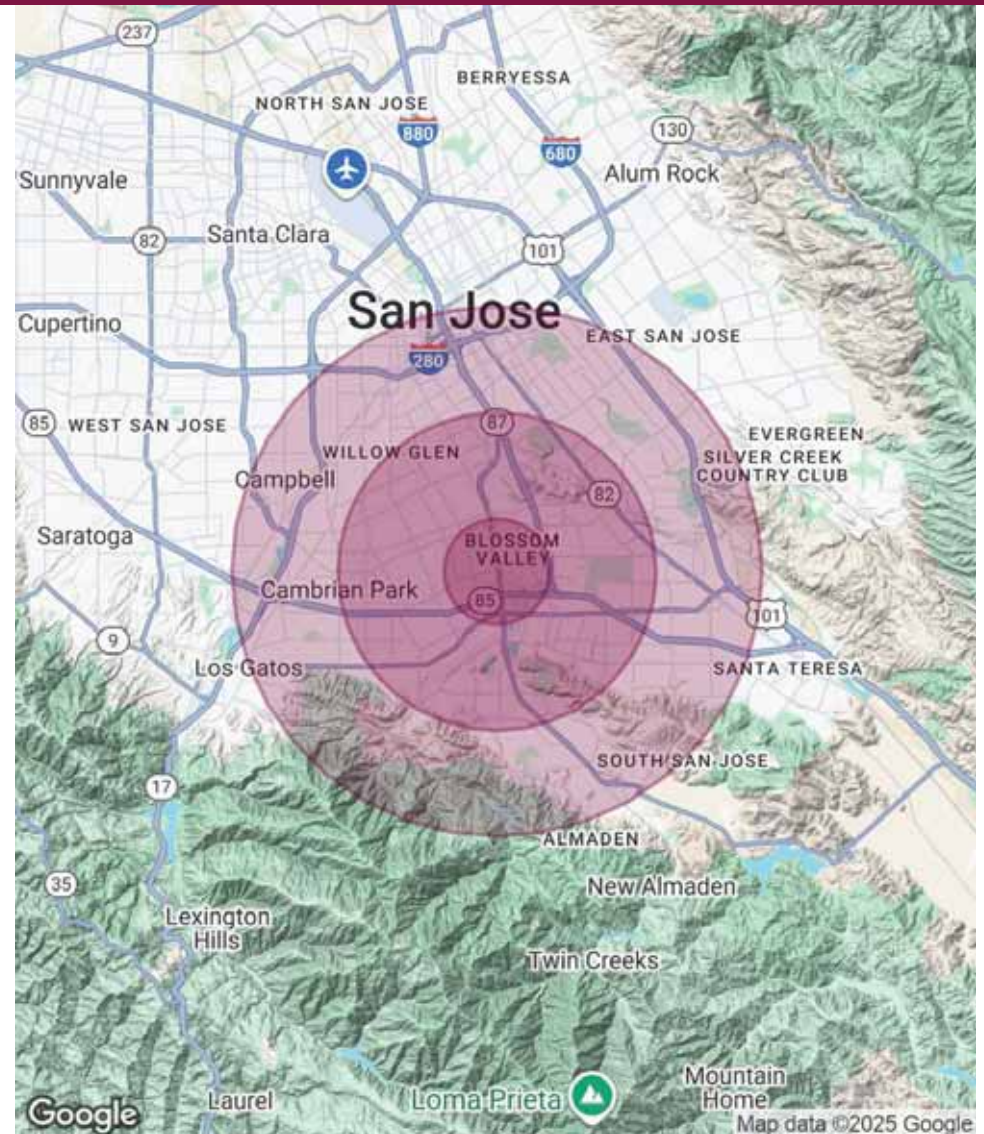 237
BERRYESSA
NORTH SAN JOSE
880
130
680
Sunnyvale
Alum Rock
82
Santa Clara
101
San Jose
Cupertino
EAST SAN JOSE
280
85
WEST SAN JOSE
87
EVERGREEN
WILLOW GLEN
SILVER CREEK
COUNTRY CLUB
Campbell
82
Saratoga
BLOSSOM
VALLEY
Cambrian Park
85
101
9
Los Gatos
SANTA TERESA
SOUTH SAN JOSE
17
ALMADEN
35
New Almaden
Lexington
Hills
Twin Creeks
Mountain
Home
Laurel
Loma Prieta
Google
Map data ©2025 Google